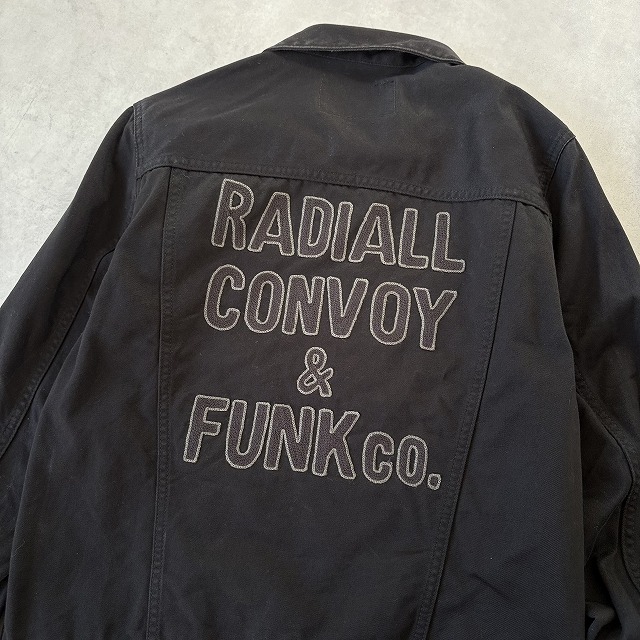 RADIALL
CONVOY
&
FUNK CO.